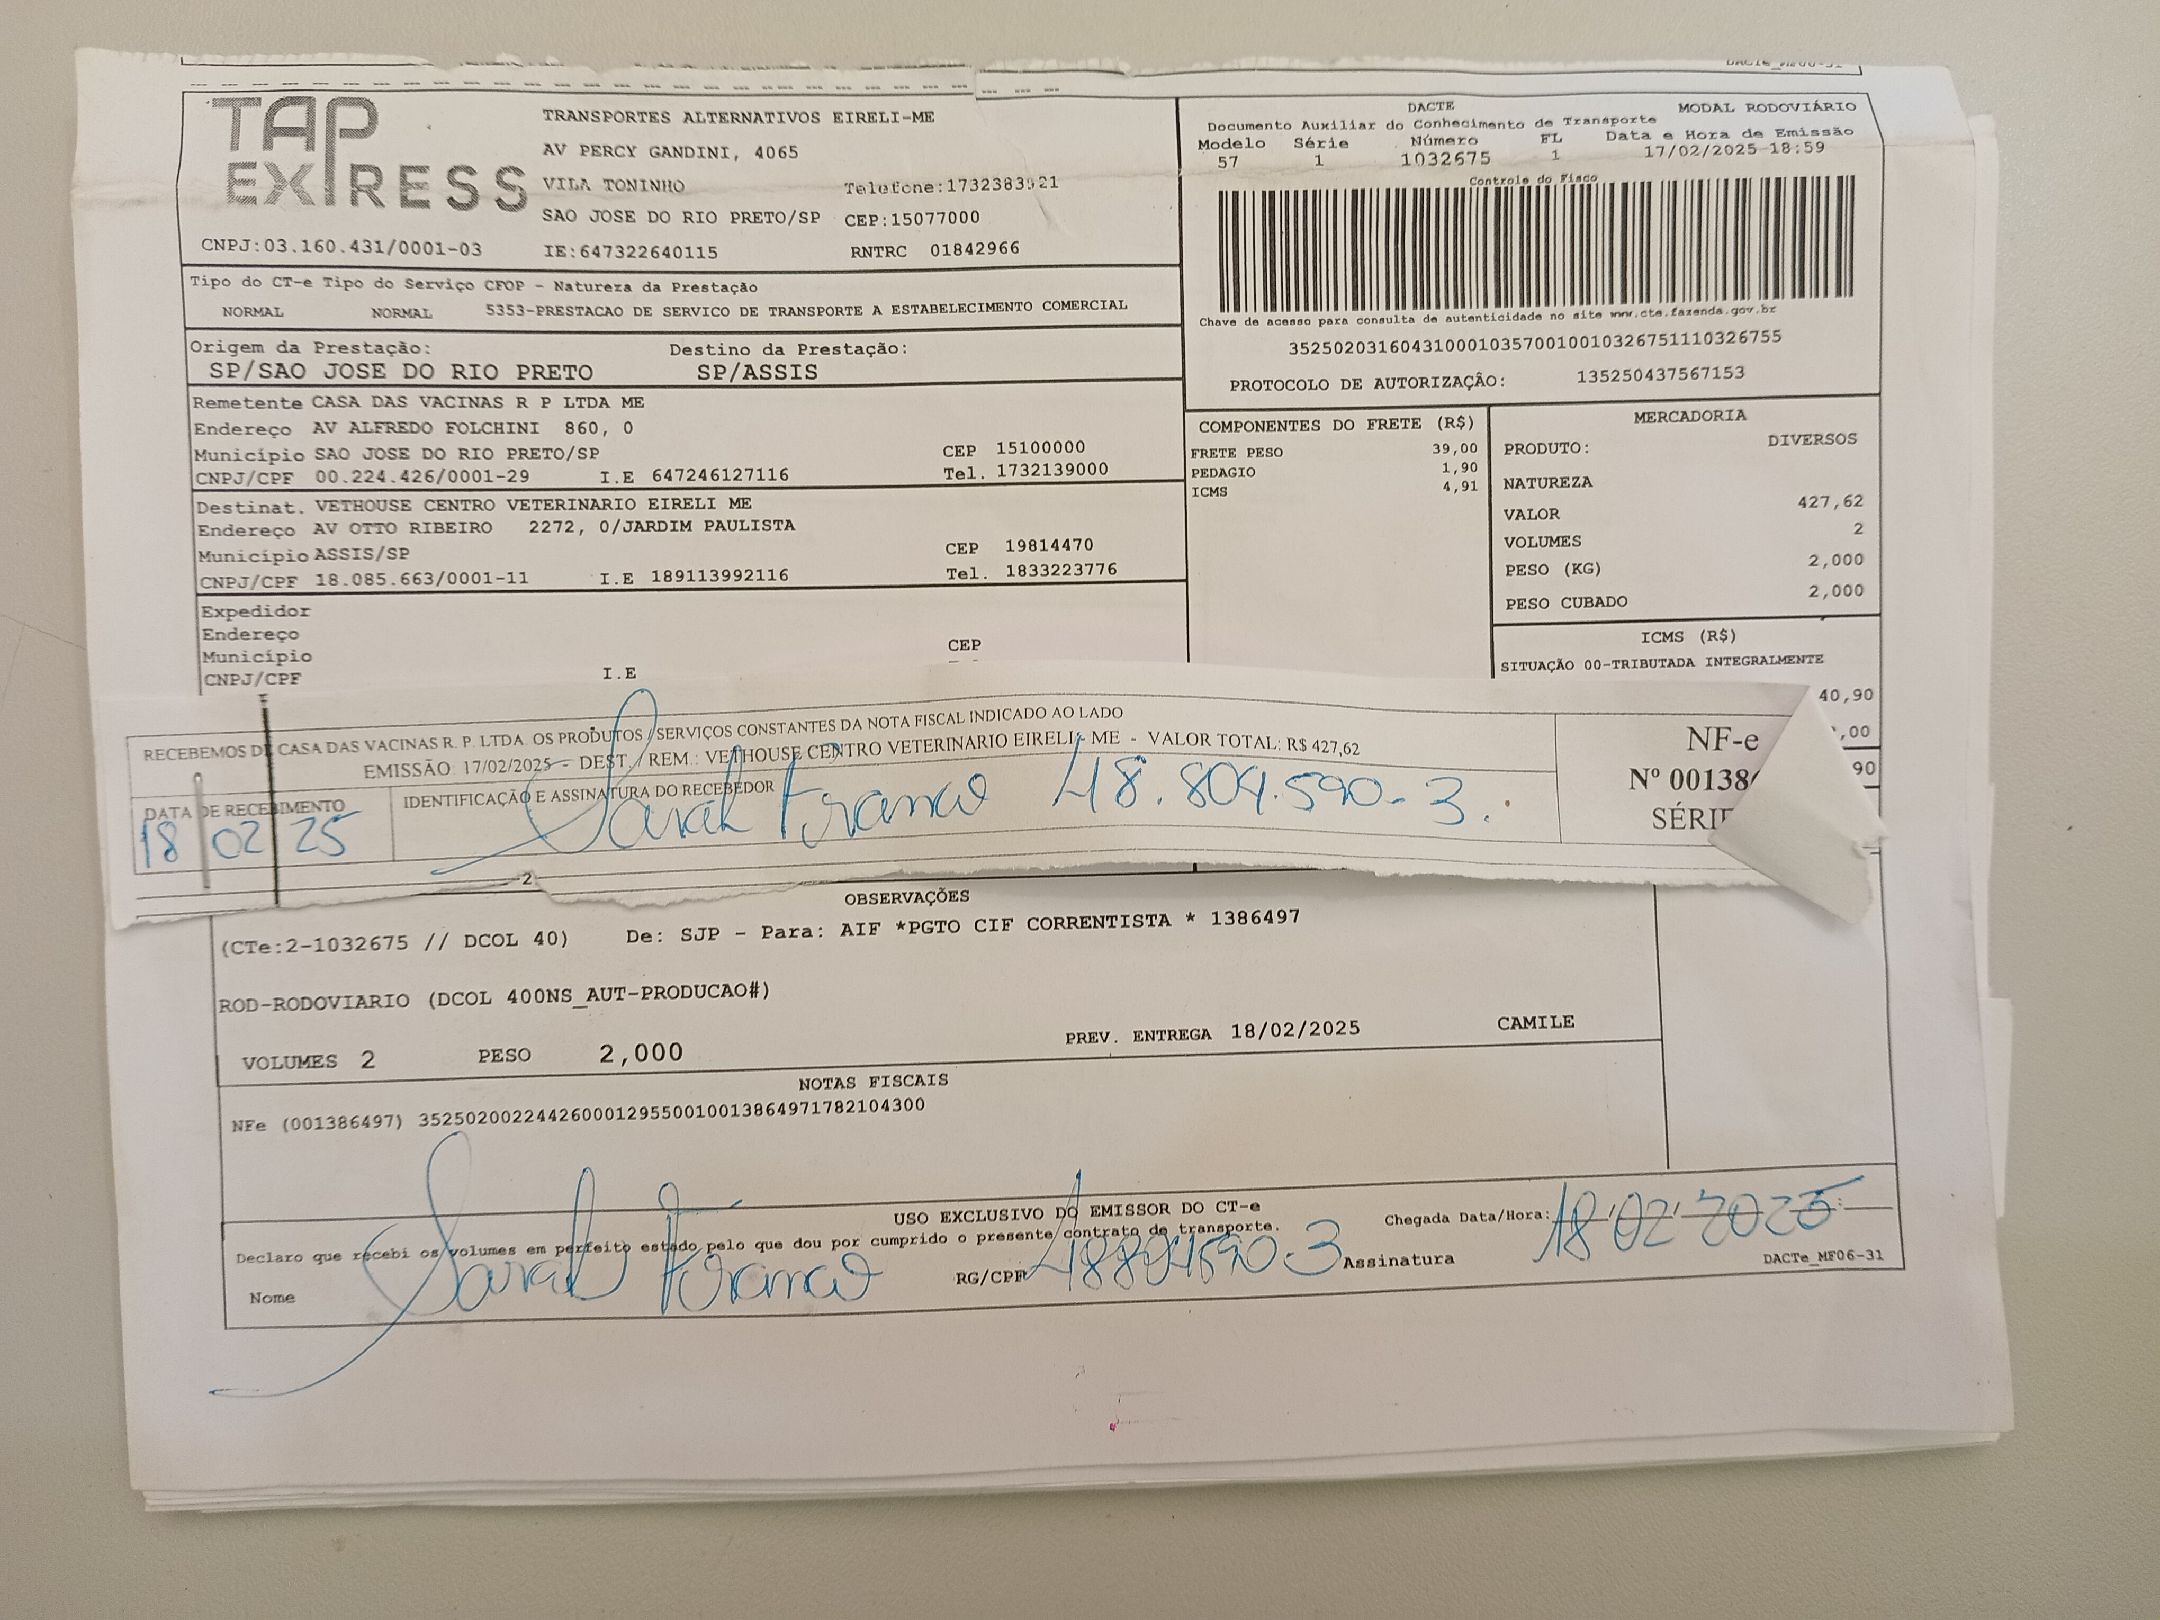 TAP EXPRESS
TRANSPORTES ALTERNATIVOS EIRELI-ME
AV PERCY GANDINI, 4065
VILA TONINHO Telefone:1732383921
SAO JOSE DO RIO PRETO/SP CEP:15077000
CNPJ:03.160.431/0001-03 IE:647322640115 RNTRC 01842966
DACTE MODAL RODOVIÁRIO
Documento Auxiliar do Conhecimento de Transporte
Modelo Série Número FL Data e Hora de Emissão
57 1 1032675 1 17/02/2025 18:59
Controle do Fisco
Chave de acesso para consulta de autenticidade no site www.cte.fazenda.gov.br
35250203160431000103570010010326751110326755
PROTOCOLO DE AUTORIZAÇÃO: 135250437567153
Tipo do CT-e Tipo do Serviço CFOP - Natureza da Prestação
NORMAL NORMAL 5353-PRESTACAO DE SERVICO DE TRANSPORTE A ESTABELECIMENTO COMERCIAL
Origem da Prestação: Destino da Prestação:
SP/SAO JOSE DO RIO PRETO SP/ASSIS
Remetente CASA DAS VACINAS R P LTDA ME
Endereço AV ALFREDO FOLCHINI 860, 0
Município SAO JOSE DO RIO PRETO/SP CEP 15100000
CNPJ/CPF 00.224.426/0001-29 I.E 647246127116 Tel. 1732139000
Destinat. VETHOUSE CENTRO VETERINARIO EIRELI ME
Endereço AV OTTO RIBEIRO 2272, 0/JARDIM PAULISTA
Município ASSIS/SP CEP 19814470
CNPJ/CPF 18.085.663/0001-11 I.E 189113992116 Tel. 1833223776
Expedidor
Endereço
Município CEP
CNPJ/CPF I.E
COMPONENTES DO FRETE (R$)
FRETE PESO 39,00
PEDAGIO 1,90
ICMS 4,91
MERCADORIA
PRODUTO: DIVERSOS
NATUREZA
VALOR 427,62
VOLUMES 2
PESO (KG) 2,000
PESO CUBADO 2,000
ICMS (R$)
SITUAÇÃO 00-TRIBUTADA INTEGRALMENTE
40,90
,00
90
RECEBEMOS DE CASA DAS VACINAS R. P. LTDA. OS PRODUTOS / SERVIÇOS CONSTANTES DA NOTA FISCAL INDICADO AO LADO
EMISSÃO: 17/02/2025 - DEST. / REM.: VETHOUSE CENTRO VETERINARIO EIRELI - ME - VALOR TOTAL: R$ 427,62
DATA DE RECEBIMENTO IDENTIFICAÇÃO E ASSINATURA DO RECEBEDOR
18 02 25 Sarah Franco 48.804.590-3.
NF-e
Nº 00138
SÉRIE
OBSERVAÇÕES
(CTe:2-1032675 // DCOL 40) De: SJP - Para: AIF *PGTO CIF CORRENTISTA * 1386497
ROD-RODOVIARIO (DCOL 400NS_AUT-PRODUCAO#)
PREV. ENTREGA 18/02/2025 CAMILE
VOLUMES 2 PESO 2,000
NOTAS FISCAIS
NFe (001386497) 35250200224426000129550010013864971782104300
USO EXCLUSIVO DO EMISSOR DO CT-e
Declaro que recebi os volumes em perfeito estado pelo que dou por cumprido o presente contrato de transporte.
Chegada Data/Hora: 18/02/2025
Nome Sarah Franco RG/CPF 48804590-3 Assinatura
DACTe_MF06-31